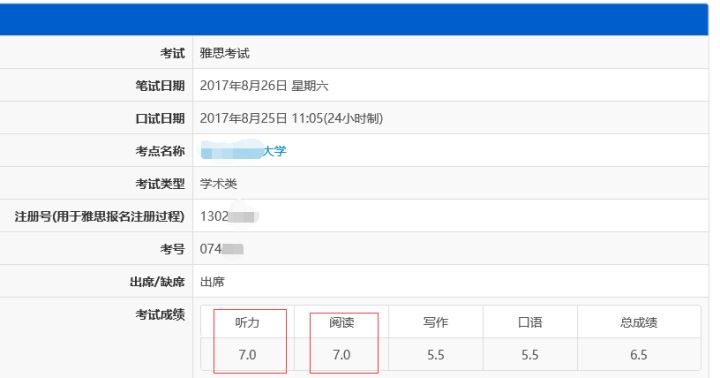 考试 雅思考试
笔试日期 2017年8月26日 星期六
口试日期 2017年8月25日 11:05(24小时制)
考点名称 大学
考试类型 学术类
注册号(用于雅思报名注册过程) 1302
考号 074
出席/缺席 出席
考试成绩 听力 阅读 写作 口语 总成绩
7.0 7.0 5.5 5.5 6.5